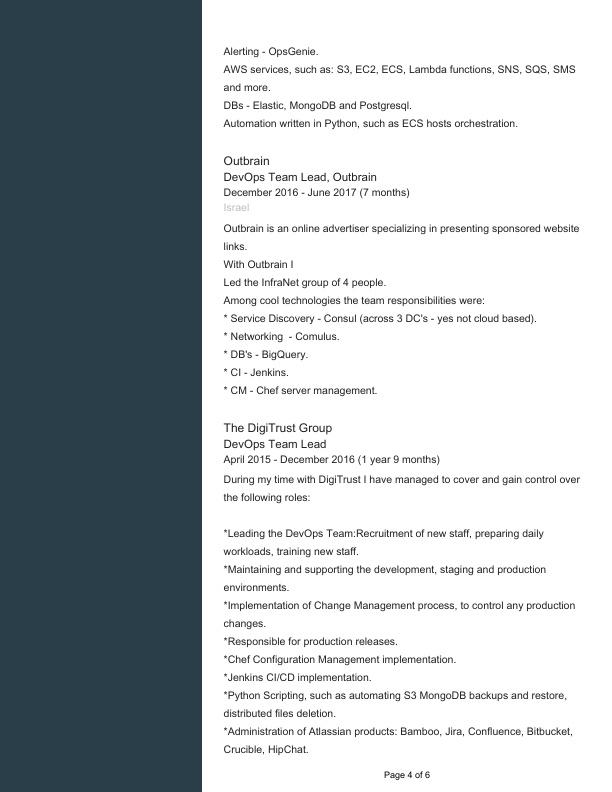 Alerting - OpsGenie.
AWS services, such as: S3, EC2, ECS, Lambda functions, SNS, SQS, SMS
and more.
DBs - Elastic, MongoDB and Postgresql.
Automation written in Python, such as ECS hosts orchestration.
Outbrain
DevOps Team Lead, Outbrain
December 2016 - June 2017 (7 months)
Israel
Outbrain is an online advertiser specializing in presenting sponsored website
links.
With Outbrain I
Led the InfraNet group of 4 people.
Among cool technologies the team responsibilities were:
* Service Discovery - Consul (across 3 DC's - yes not cloud based).
* Networking  - Comulus.
* DB's - BigQuery.
* CI - Jenkins.
* CM - Chef server management.
The DigiTrust Group
DevOps Team Lead
April 2015 - December 2016 (1 year 9 months)
During my time with DigiTrust I have managed to cover and gain control over
the following roles:
*Leading the DevOps Team:Recruitment of new staff, preparing daily
workloads, training new staff.
*Maintaining and supporting the development, staging and production
environments.
*Implementation of Change Management process, to control any production
changes.
*Responsible for production releases.
*Chef Configuration Management implementation.
*Jenkins CI/CD implementation.
*Python Scripting, such as automating S3 MongoDB backups and restore,
distributed files deletion.
*Administration of Atlassian products: Bamboo, Jira, Confluence, Bitbucket,
Crucible, HipChat.
Page 4 of 6